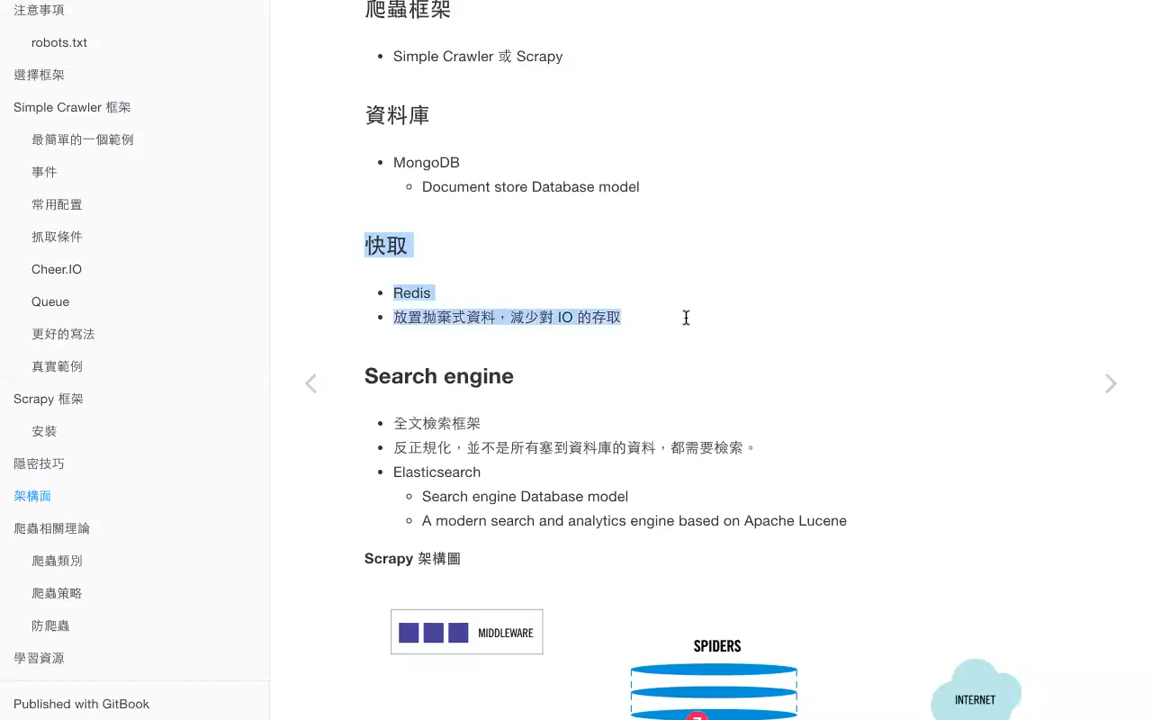 注意事項
robots.txt
選擇框架
Simple Crawler 框架
最簡單的一個範例
事件
常用配置
抓取條件
Cheer.IO
Queue
更好的寫法
真實範例
Scrapy 框架
安裝
隱密技巧
架構面
爬蟲相關理論
爬蟲類別
爬蟲策略
防爬蟲
學習資源
Published with GitBook
爬蟲框架
Simple Crawler 或 Scrapy
資料庫
MongoDB
Document store Database model
快取
Redis
放置拋棄式資料，減少對 IO 的存取
Search engine
全文檢索框架
反正規化，並不是所有塞到資料庫的資料，都需要檢索。
Elasticsearch
Search engine Database model
A modern search and analytics engine based on Apache Lucene
Scrapy 架構圖
MIDDLEWARE
SPIDERS
INTERNET
7